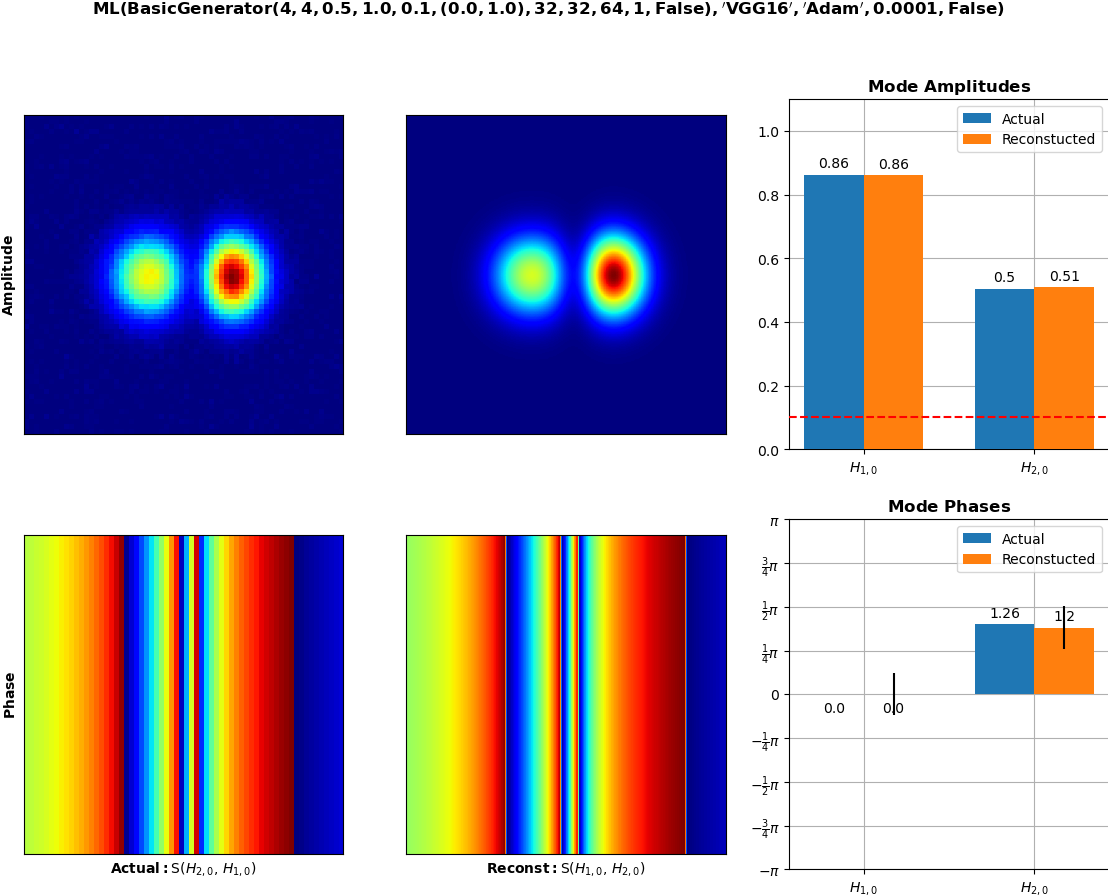 ML(BasicGenerator(4, 4, 0.5, 1.0, 0.1, (0.0, 1.0), 32, 32, 64, 1, False), 'VGG16', 'Adam', 0.0001, False)
Amplitude
Mode Amplitudes
Actual
Reconstucted
1.0
0.8
0.6
0.4
0.2
0.0
0.86
0.86
0.5
0.51
H1,0
H2,0
Phase
Actual: S(H2,0, H1,0)
Reconst: S(H1,0, H2,0)
Mode Phases
Actual
Reconstucted
π
3/4π
1/2π
1/4π
0
−1/4π
−1/2π
−3/4π
−π
0.0
0.0
1.26
1.2
H1,0
H2,0